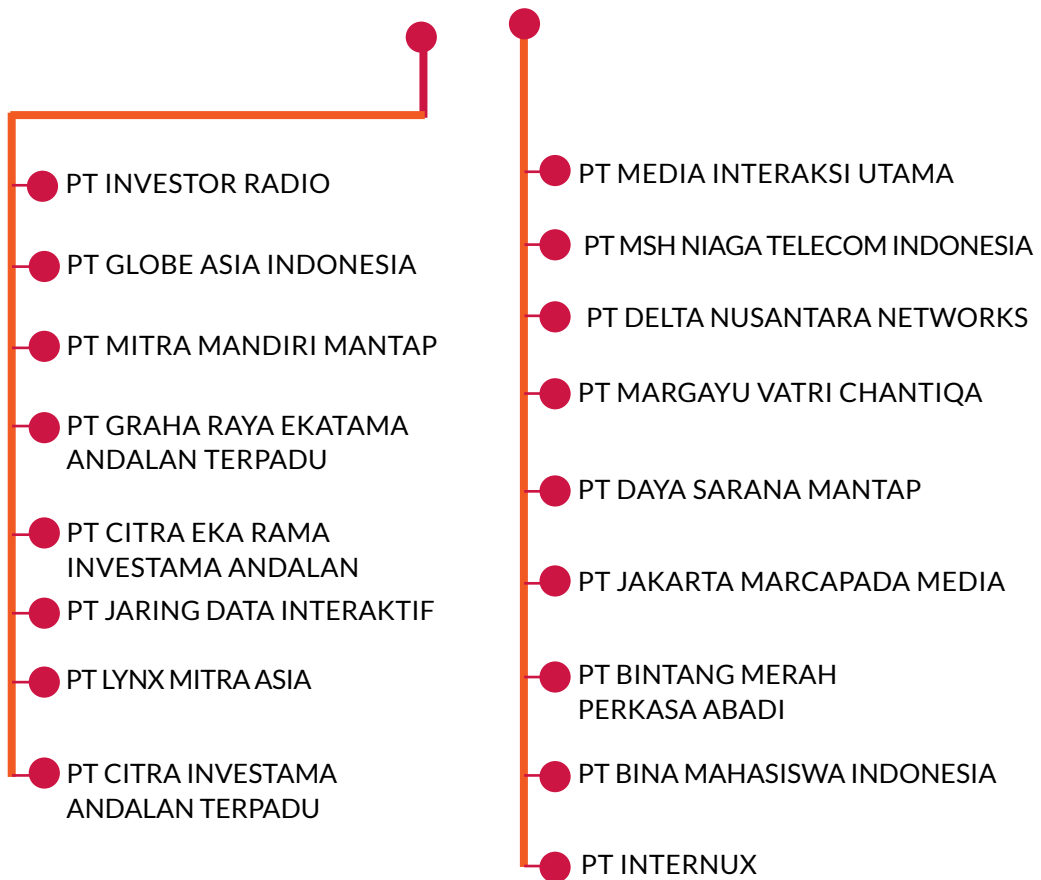 PT INVESTOR RADIO
PT GLOBE ASIA INDONESIA
PT MITRA MANDIRI MANTAP
PT GRAHA RAYA EKATAMA
ANDALAN TERPADU
PT CITRA EKA RAMA
INVESTAMA ANDALAN
PT JARING DATA INTERAKTIF
PT LYNX MITRA ASIA
PT CITRA INVESTAMA
ANDALAN TERPADU
PT MEDIA INTERAKSI UTAMA
PT MSH NIAGA TELECOM INDONESIA
PT DELTA NUSANTARA NETWORKS
PT MARGAYU VATRI CHANTIQA
PT DAYA SARANA MANTAP
PT JAKARTA MARCAPADA MEDIA
PT BINTANG MERAH
PERKASA ABADI
PT BINA MAHASISWA INDONESIA
PT INTERNUX